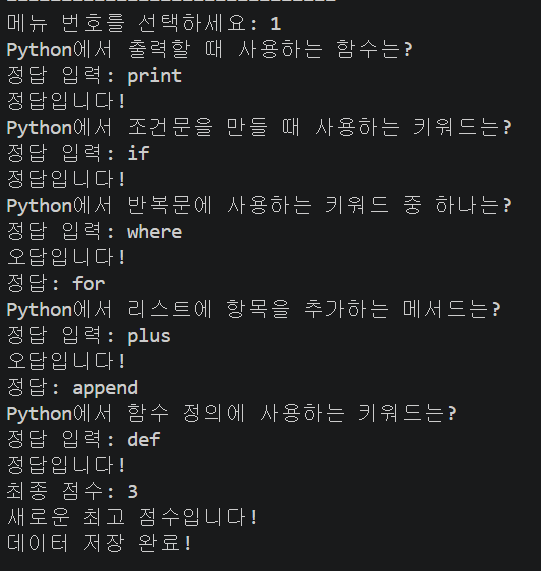 메뉴 번호를 선택하세요: 1
Python에서 출력할 때 사용하는 함수는?
정답 입력: print
정답입니다!
Python에서 조건문을 만들 때 사용하는 키워드는?
정답 입력: if
정답입니다!
Python에서 반복문에 사용하는 키워드 중 하나는?
정답 입력: where
오답입니다!
정답: for
Python에서 리스트에 항목을 추가하는 메서드는?
정답 입력: plus
오답입니다!
정답: append
Python에서 함수 정의에 사용하는 키워드는?
정답 입력: def
정답입니다!
최종 점수: 3
새로운 최고 점수입니다!
데이터 저장 완료!